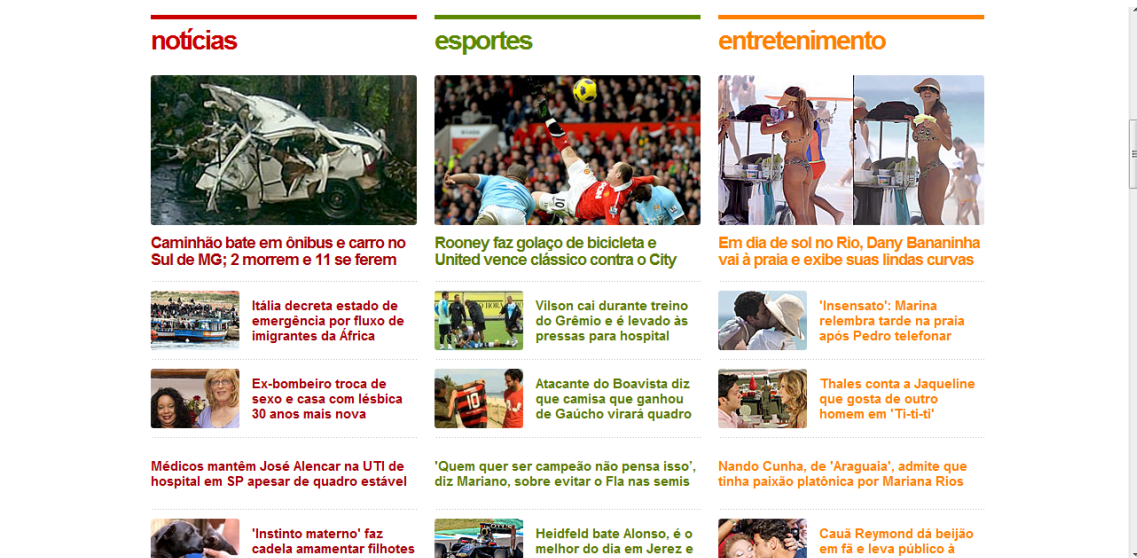 notícias
Caminhão bate em ônibus e carro no
Sul de MG; 2 morrem e 11 se ferem
Itália decreta estado de
emergência por fluxo de
imigrantes da África
Ex-bombeiro troca de
sexo e casa com lésbica
30 anos mais nova
Médicos mantêm José Alencar na UTI de
hospital em SP apesar de quadro estável
'Instinto materno' faz
cadela amamentar filhotes
esportes
Rooney faz golaço de bicicleta e
United vence clássico contra o City
Vilson cai durante treino
do Grêmio e é levado às
pressas para hospital
Atacante do Boavista diz
que camisa que ganhou
de Gaúcho virará quadro
'Quem quer ser campeão não pensa isso',
diz Mariano, sobre evitar o Fla nas semis
Heidfeld bate Alonso, é o
melhor do dia em Jerez e
entretenimento
Em dia de sol no Rio, Dany Bananinha
vai à praia e exibe suas lindas curvas
'Insensato': Marina
relembra tarde na praia
após Pedro telefonar
Thales conta a Jaqueline
que gosta de outro
homem em 'Ti-ti-ti'
Nando Cunha, de 'Araguaia', admite que
tinha paixão platônica por Mariana Rios
Cauã Reymond dá beijão
em fã e leva público à